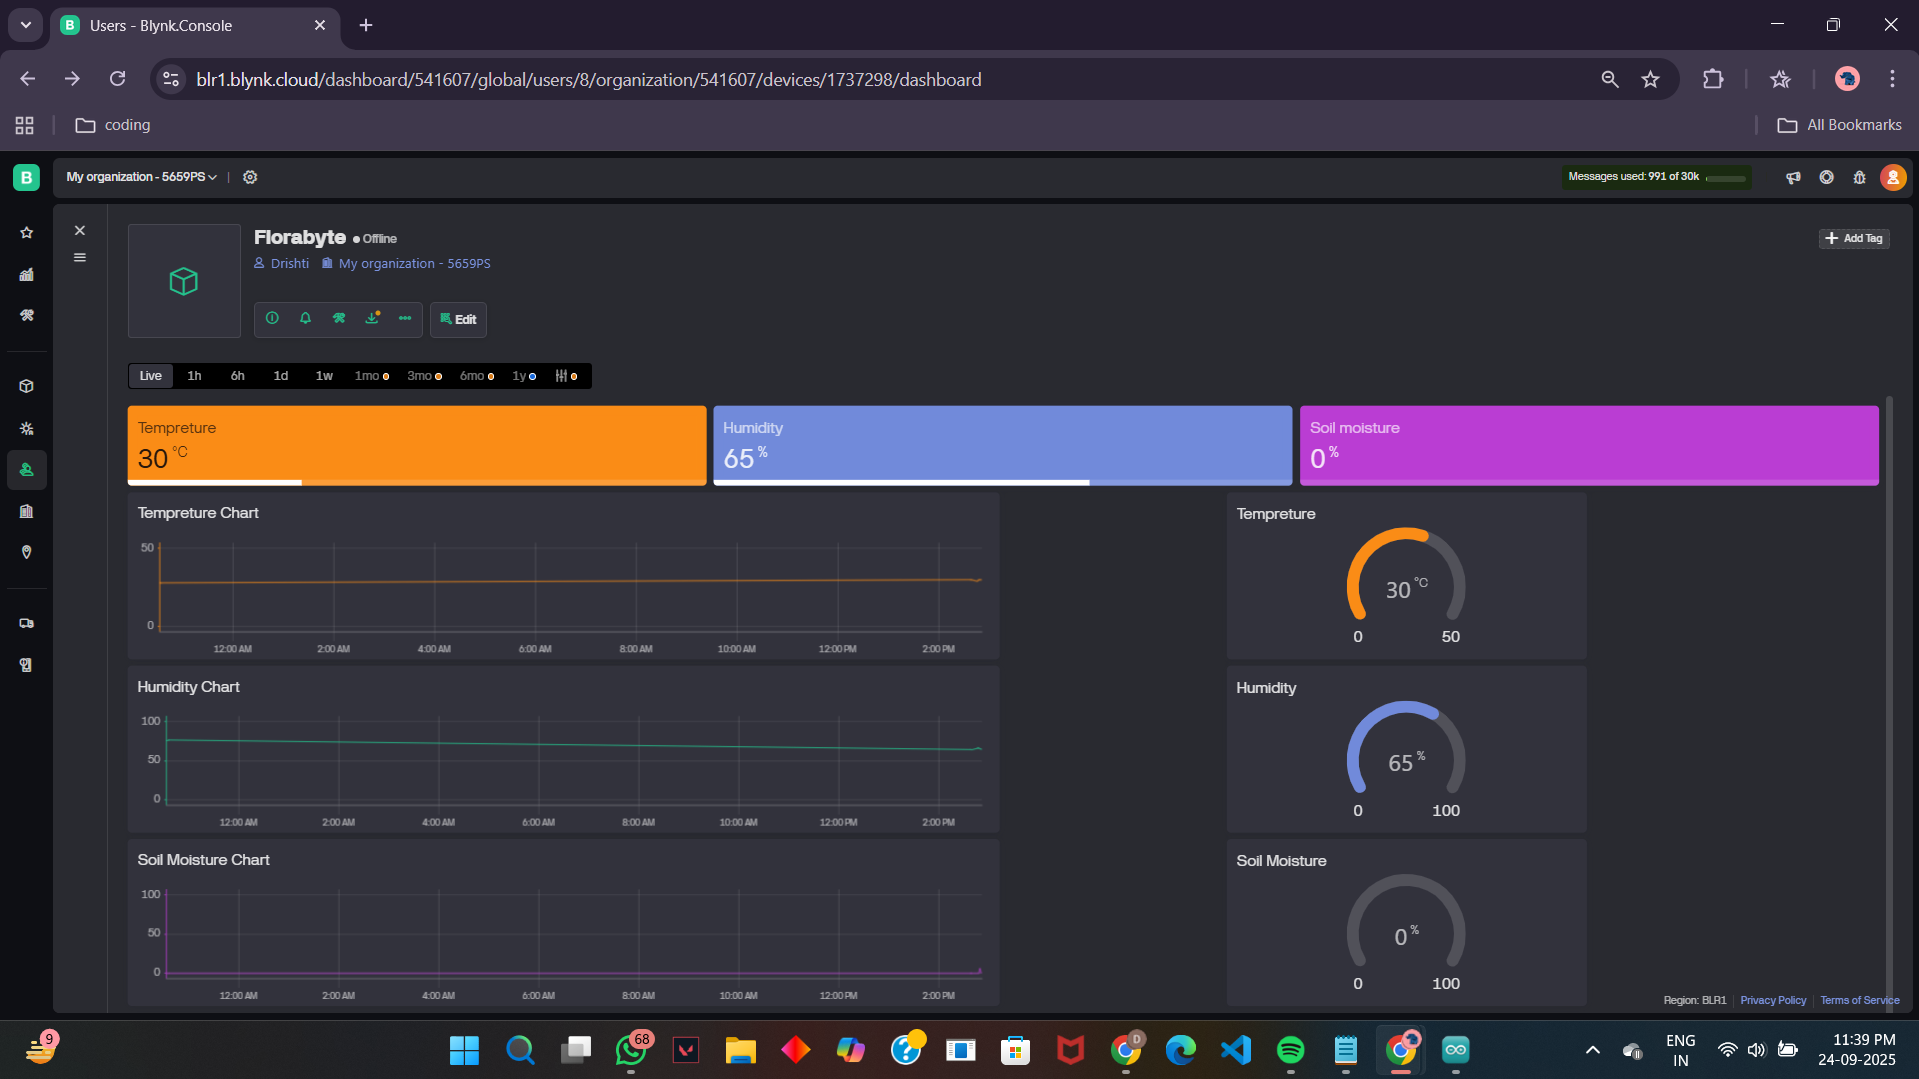 Users - Blynk.Console
blr1.blynk.cloud/dashboard/541607/global/users/8/organization/541607/devices/1737298/dashboard
coding
All Bookmarks
B
My organization - 5659PS
Messages used: 991 of 30k
Florabyte
Offline
Drishti
My organization - 5659PS
Add Tag
Edit
Live 1h 6h 1d 1w 1mo 3mo 6mo 1y
Tempreture
30 °C
Humidity
65 %
Soil moisture
0 %
Tempreture Chart
50
0
12:00 AM 2:00 AM 4:00 AM 6:00 AM 8:00 AM 10:00 AM 12:00 PM 2:00 PM
Tempreture
30 °C
0 50
Humidity Chart
100
50
0
12:00 AM 2:00 AM 4:00 AM 6:00 AM 8:00 AM 10:00 AM 12:00 PM 2:00 PM
Humidity
65 %
0 100
Soil Moisture Chart
100
50
0
12:00 AM 2:00 AM 4:00 AM 6:00 AM 8:00 AM 10:00 AM 12:00 PM 2:00 PM
Soil Moisture
0 %
0 100
Region: BLR1 Privacy Policy Terms of Service
9
68
D
ENG
IN
11:39 PM
24-09-2025